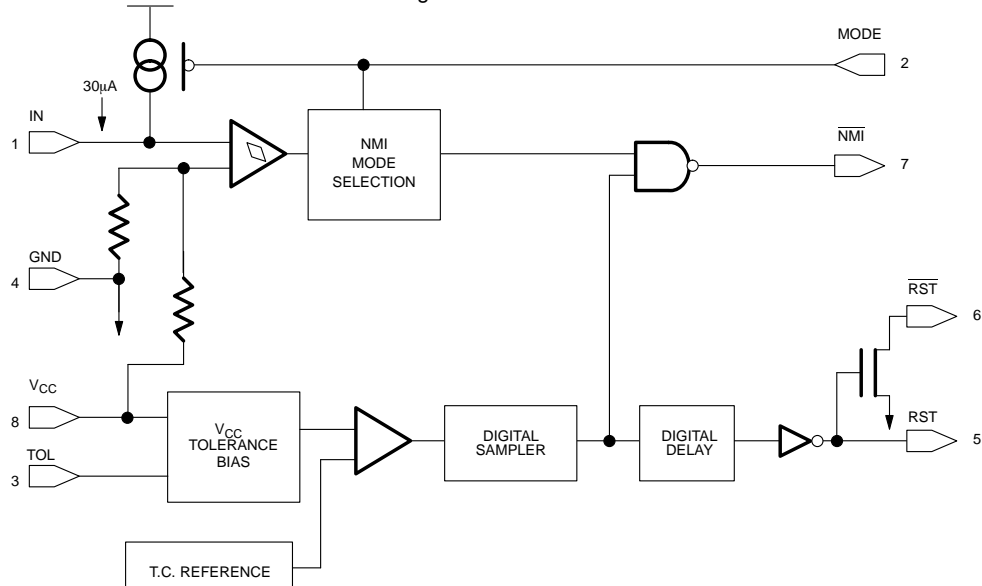 MODE
2
30µA
IN
1
NMI
MODE
SELECTION
NMI
7
GND
4
RST
6
VCC
8
VCC
TOLERANCE
BIAS
DIGITAL
SAMPLER
DIGITAL
DELAY
RST
5
TOL
3
T.C. REFERENCE